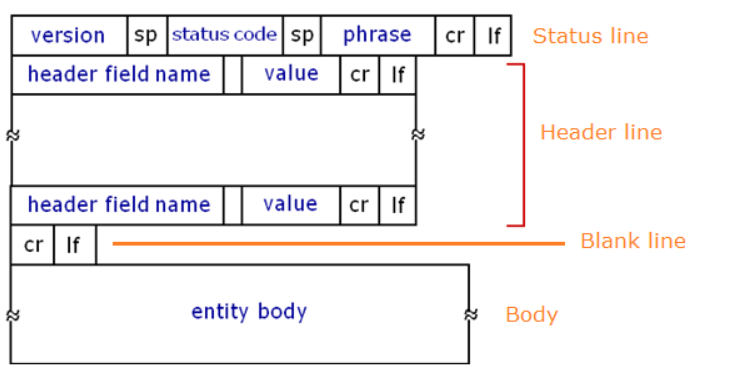 version sp status code sp phrase cr lf Status line
header field name value cr lf
Header line
header field name value cr lf
cr lf Blank line
entity body Body